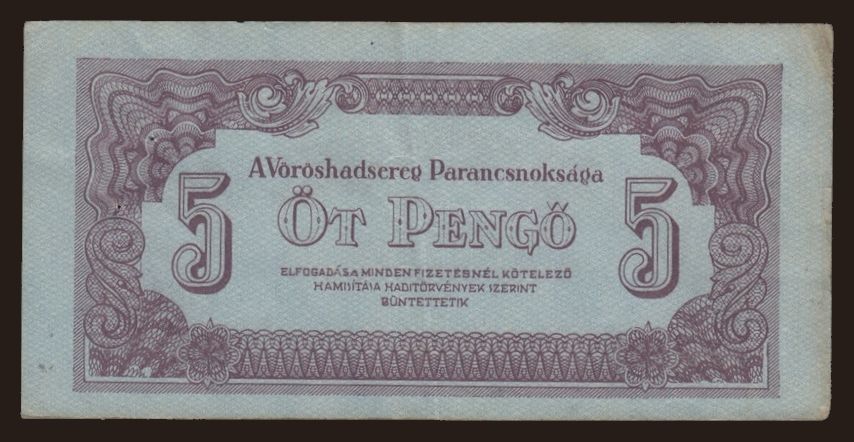 A Vöröshadsereg Parancsnoksága
5 ÖT PENGŐ 5
ELFOGADÁSA MINDEN FIZETÉSNÉL KÖTELEZŐ
HAMISÍTÁSA HADITÖRVÉNYEK SZERINT
BÜNTETTETIK